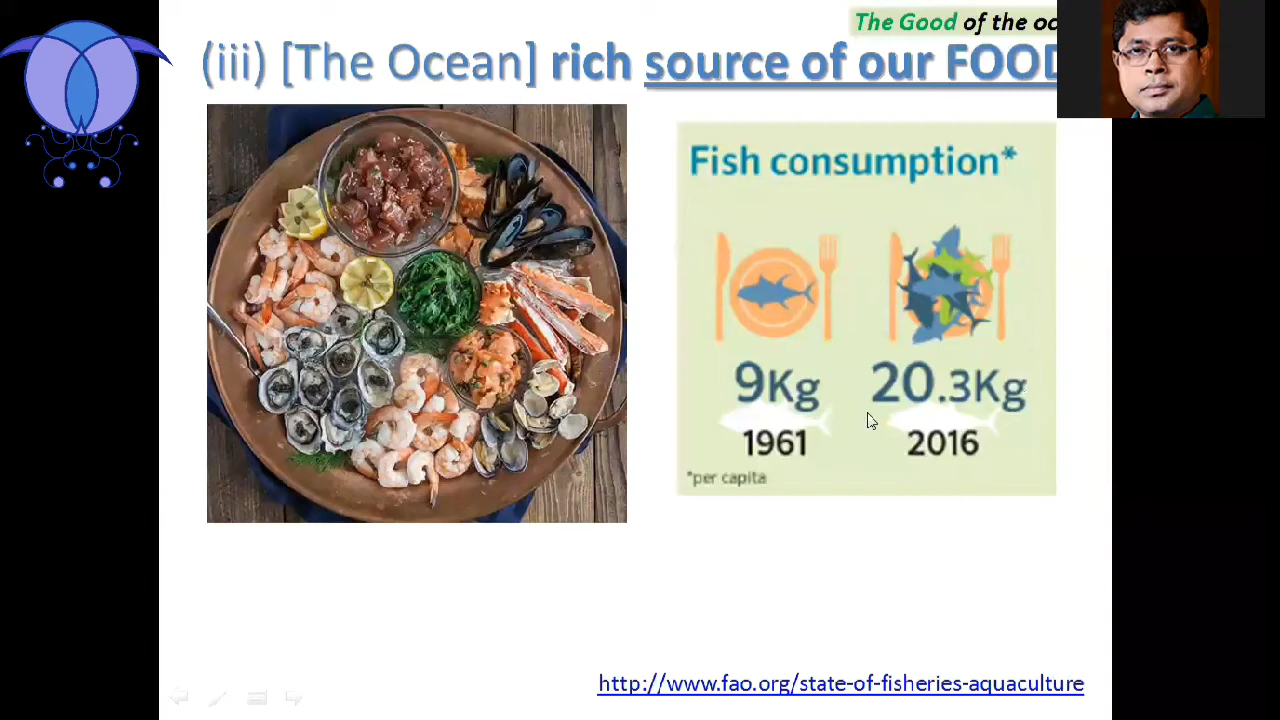 The Good of the oc
(iii) [The Ocean] rich source of our FOOD
Fish consumption*
9Kg
20.3Kg
1961
2016
*per capita
http://www.fao.org/state-of-fisheries-aquaculture